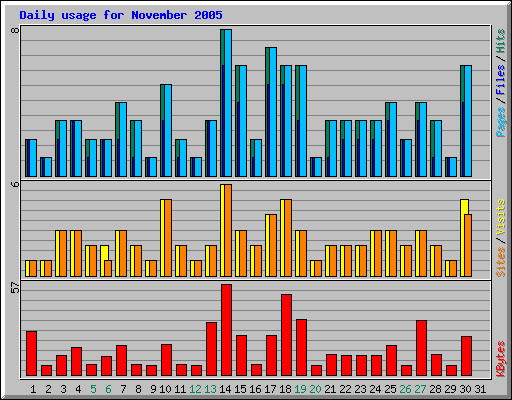 Daily usage for November 2005
8
Pages/Files/Hits
6
Sites/Visits
57
KBytes
1 2 3 4 5 6 7 8 9 10 11 12 13 14 15 16 17 18 19 20 21 22 23 24 25 26 27 28 29 30 31